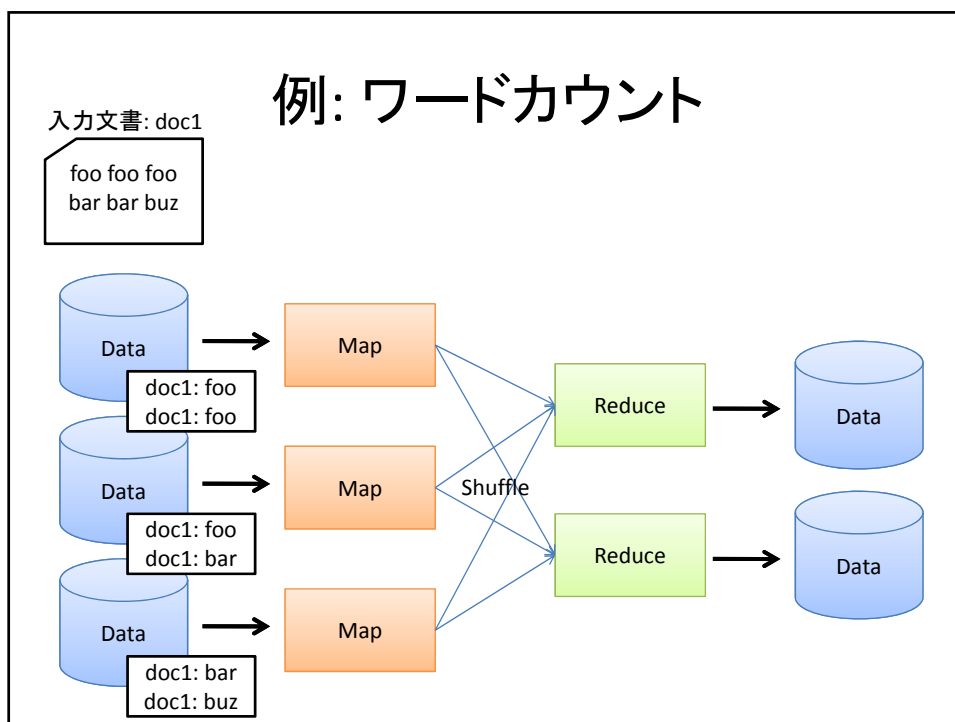 例: ワードカウント
入力文書: doc1
foo foo foo
bar bar buz
Data
Map
doc1: foo
doc1: foo
Reduce
Data
Data
Map
Shuffle
doc1: foo
doc1: bar
Reduce
Data
Data
Map
doc1: bar
doc1: buz